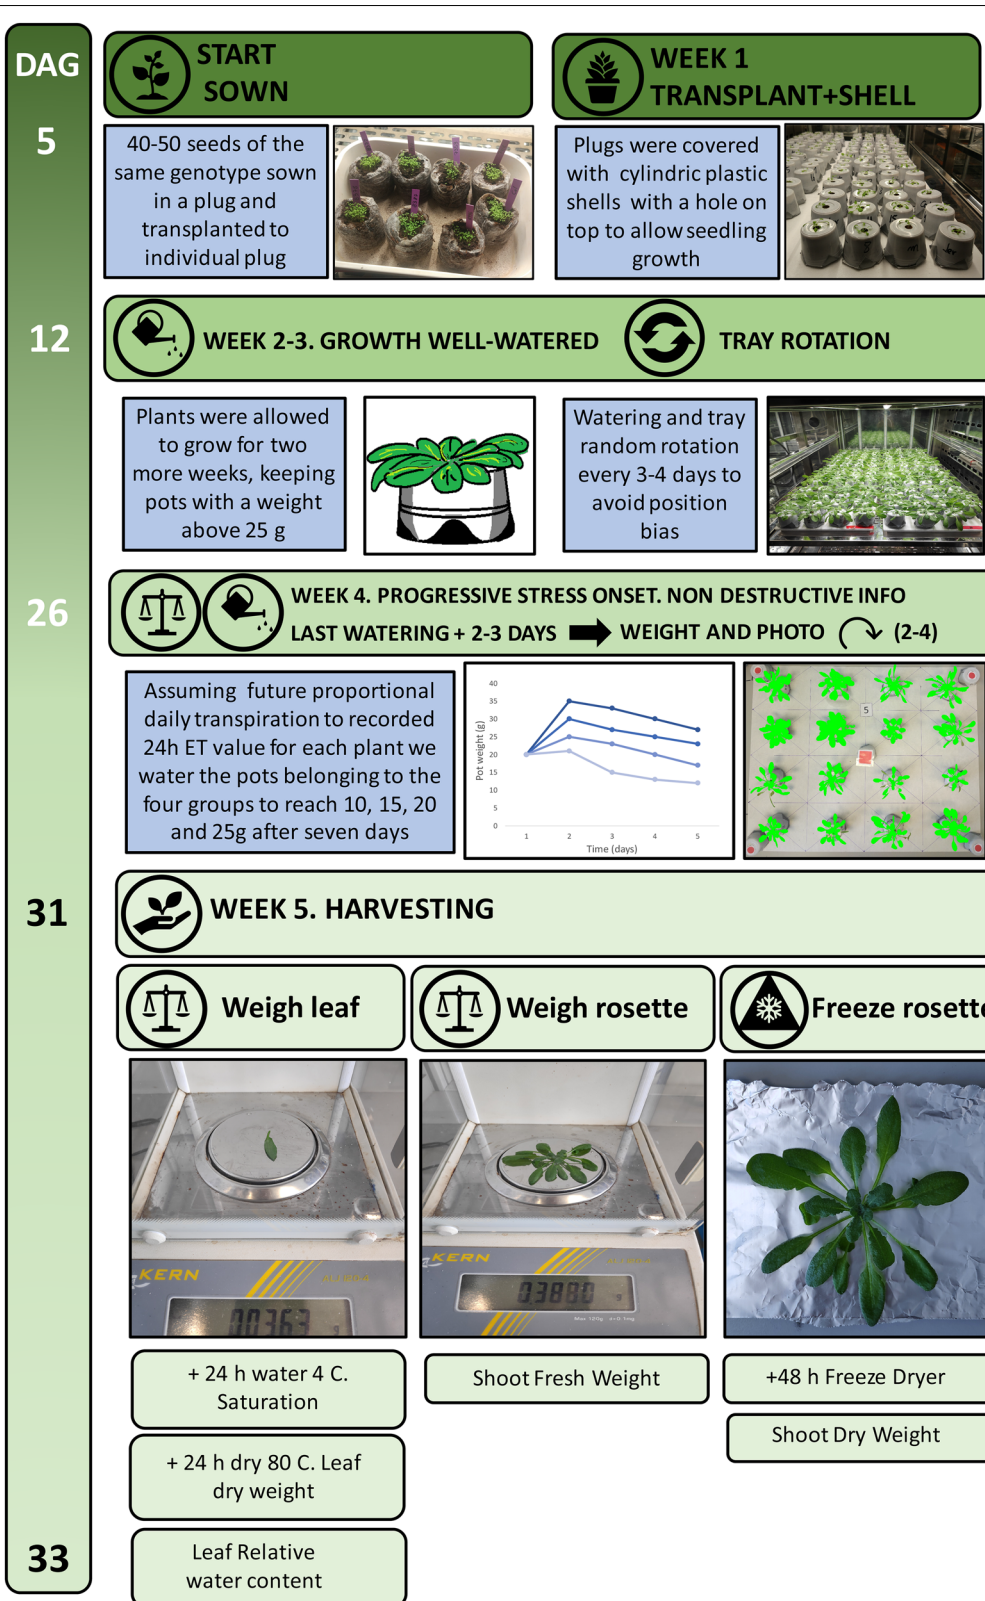 DAG
START
SOWN
WEEK 1
TRANSPLANT+SHELL
5
40-50 seeds of the
same genotype sown
in a plug and
transplanted to
individual plug
Plugs were covered
with cylindric plastic
shells with a hole on
top to allow seedling
growth
12
WEEK 2-3. GROWTH WELL-WATERED
TRAY ROTATION
Plants were allowed
to grow for two
more weeks, keeping
pots with a weight
above 25 g
Watering and tray
random rotation
every 3-4 days to
avoid position
bias
26
WEEK 4. PROGRESSIVE STRESS ONSET. NON DESTRUCTIVE INFO
LAST WATERING + 2-3 DAYS WEIGHT AND PHOTO (2-4)
Assuming future proportional
daily transpiration to recorded
24h ET value for each plant we
water the pots belonging to the
four groups to reach 10, 15, 20
and 25g after seven days
Pot weight (g)
40
35
30
25
20
15
10
5
0
1 2 3 4 5
Time (days)
5
31
WEEK 5. HARVESTING
Weigh leaf
Weigh rosette
Freeze rosett
KERN
0.0363
KERN
0.3880
Max 120g d=0.1mg
+ 24 h water 4 C.
Saturation
Shoot Fresh Weight
+48 h Freeze Dryer
Shoot Dry Weight
+ 24 h dry 80 C. Leaf
dry weight
33
Leaf Relative
water content